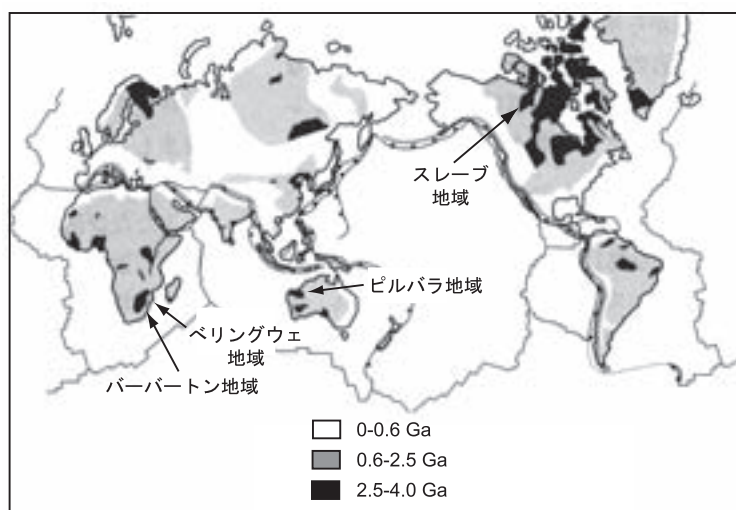 スレーブ
地域
ピルバラ地域
ベリングウェ
地域
バーバートン地域
0-0.6 Ga
0.6-2.5 Ga
2.5-4.0 Ga